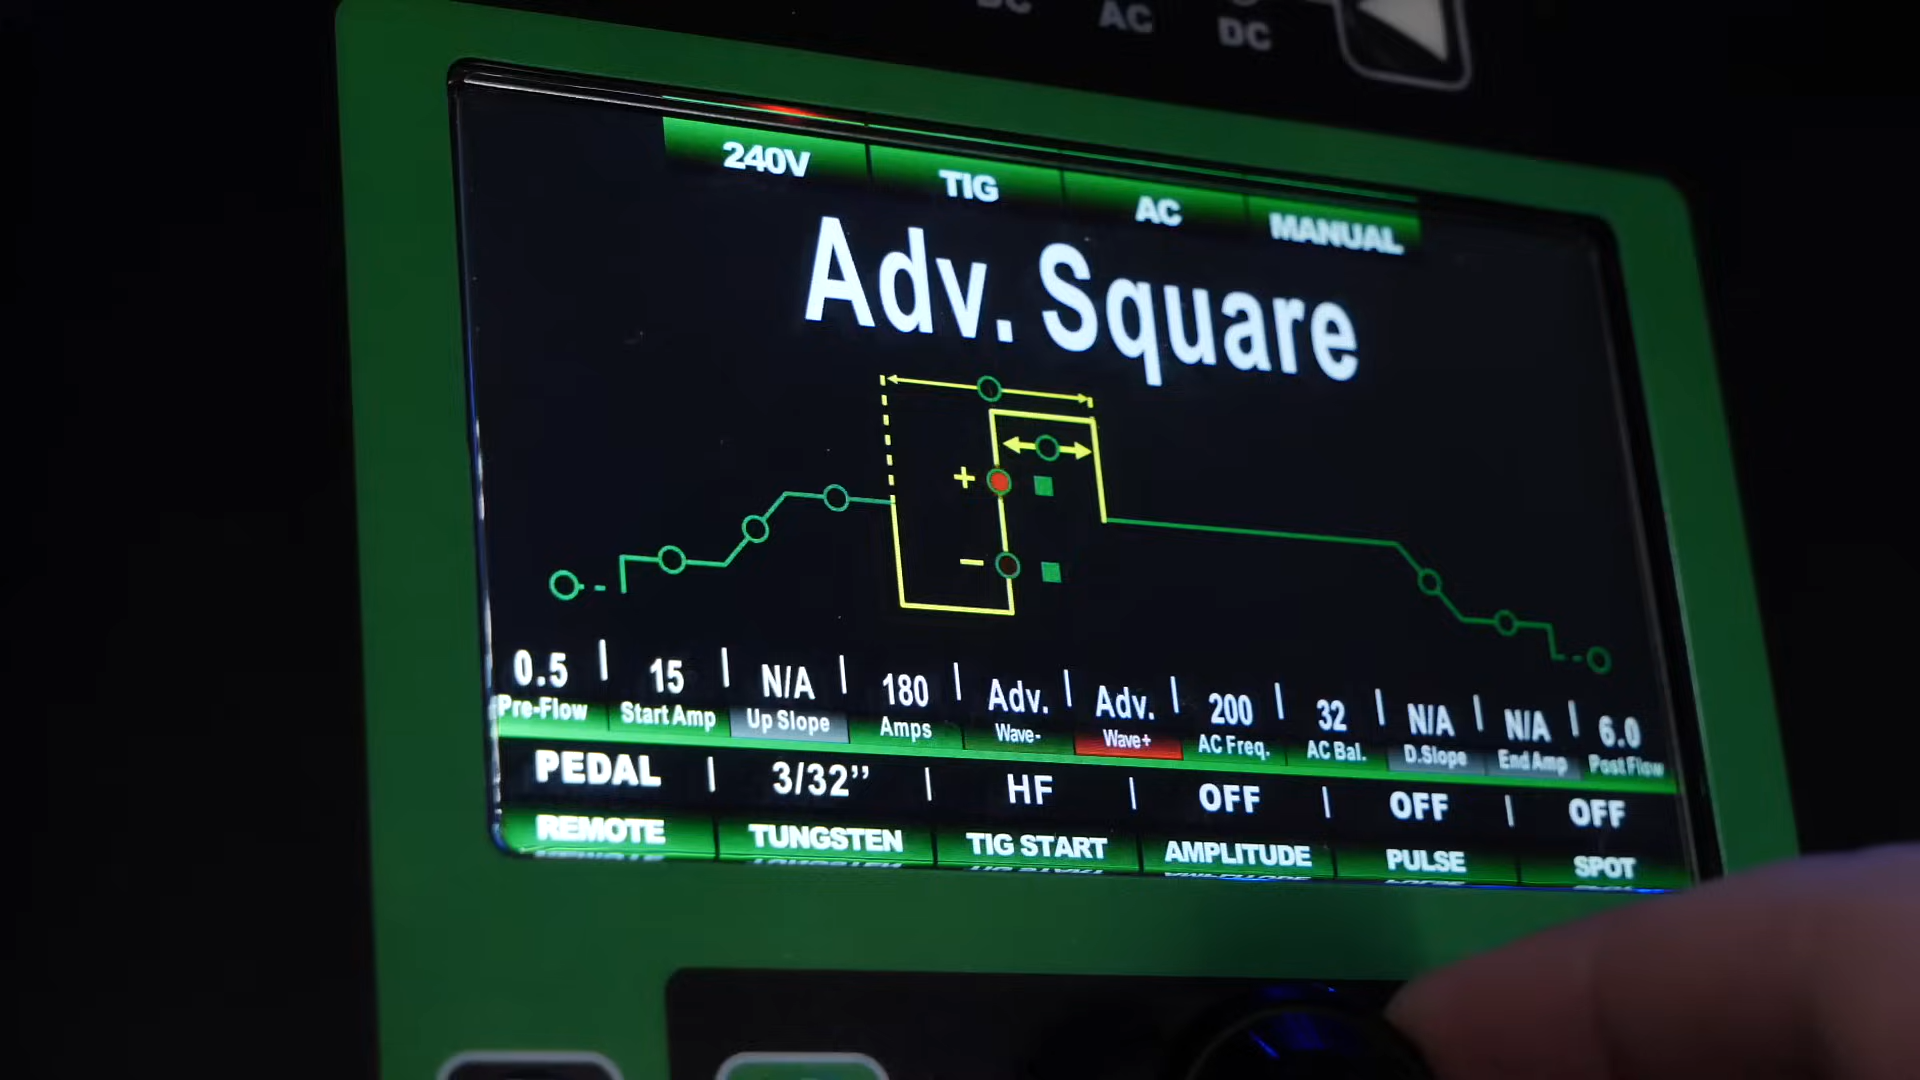 DC AC DC
240V TIG AC MANUAL
Adv. Square
+
−
0.5 | 15 | N/A | 180 | Adv. | Adv. | 200 | 32 | N/A | N/A | 6.0
Pre-Flow Start Amp Up Slope Amps Wave- Wave+ AC Freq. AC Bal. D.Slope End Amp Post Flow
PEDAL | 3/32’’ | HF | OFF | OFF | OFF
REMOTE TUNGSTEN TIG START AMPLITUDE PULSE SPOT